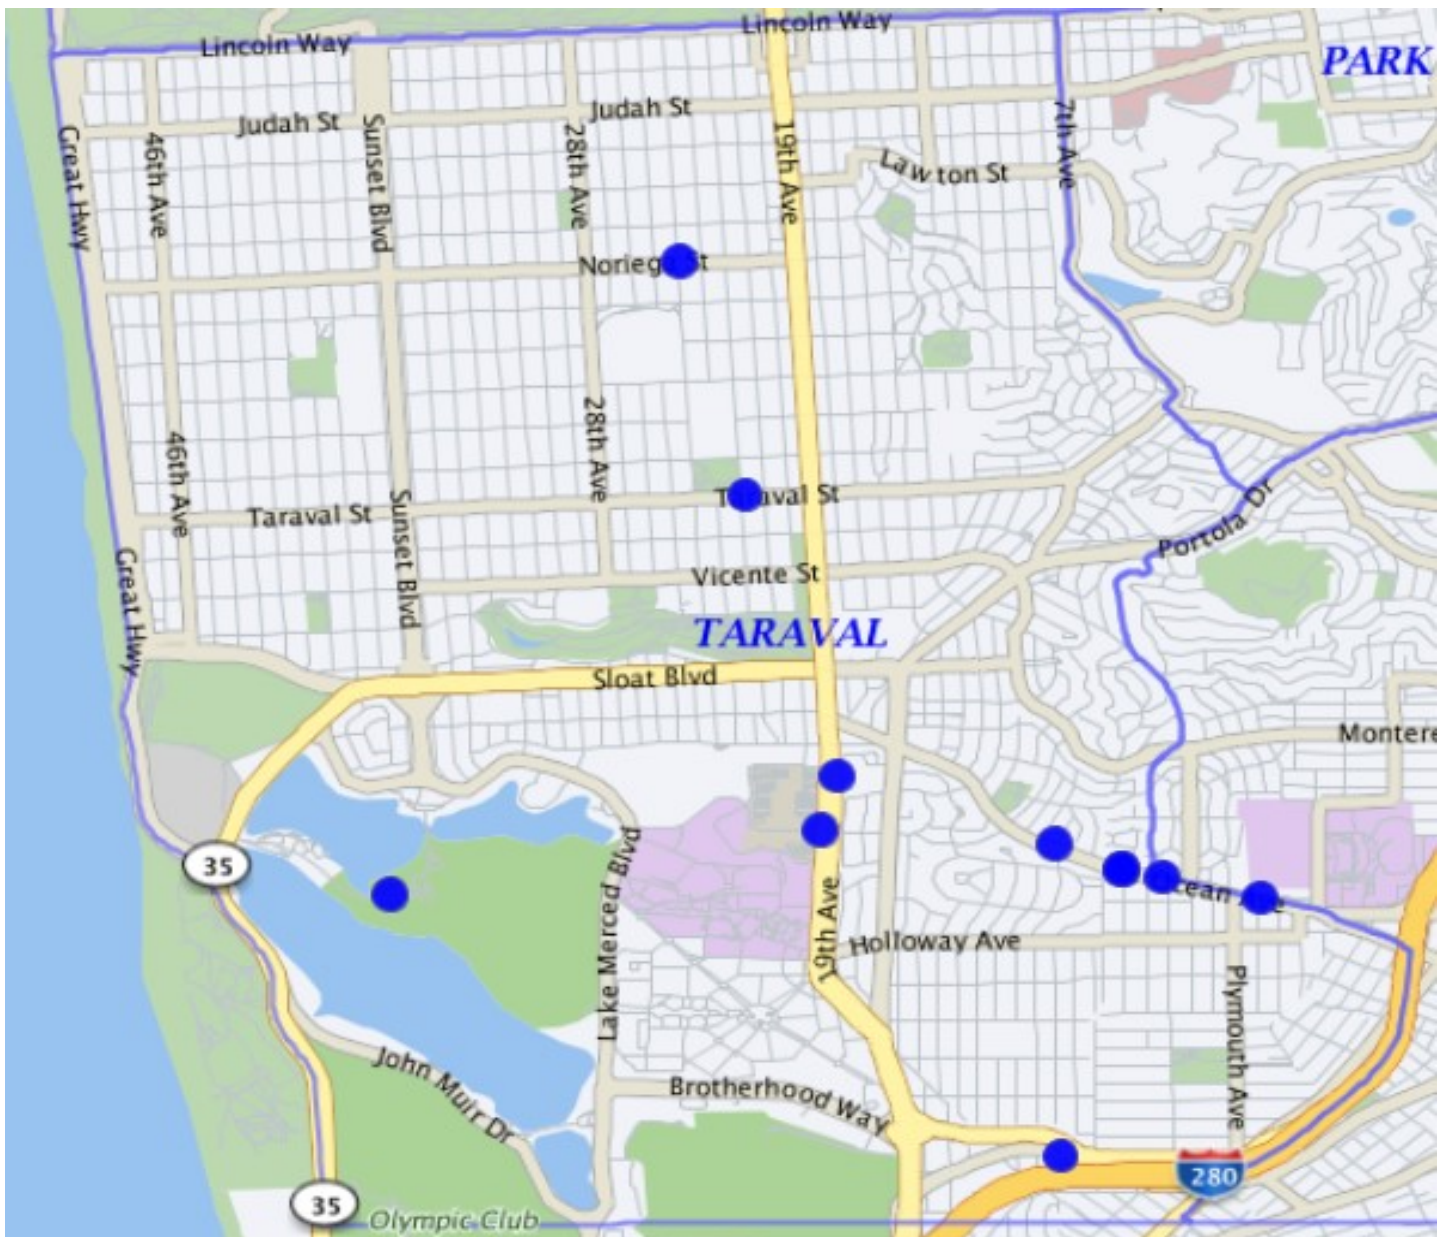 Lincoln Way
Lincoln Way
PARK
Judah St
Judah St
Great Hwy
46th Ave
Sunset Blvd
28th Ave
19th Ave
7th Ave
Lawton St
Noriega St
46th Ave
28th Ave
Taraval St
Taraval St
Sunset Blvd
Portola Dr
Great Hwy
Vicente St
TARAVAL
Sloat Blvd
Montere
35
Lake Merced Blvd
19th Ave
Ocean Ave
Holloway Ave
Plymouth Ave
John Muir Dr
Brotherhood Way
280
35
Olympic Club